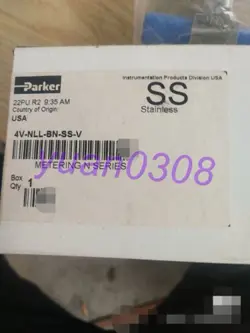 Parker
Instrumentation Products Division USA
22PU R2 9:35 AM
Country of Origin:
USA
SS
Stainless
4V-NLL-BN-SS-V
yuan0308
METERING N SERIES
Box
Qty 1